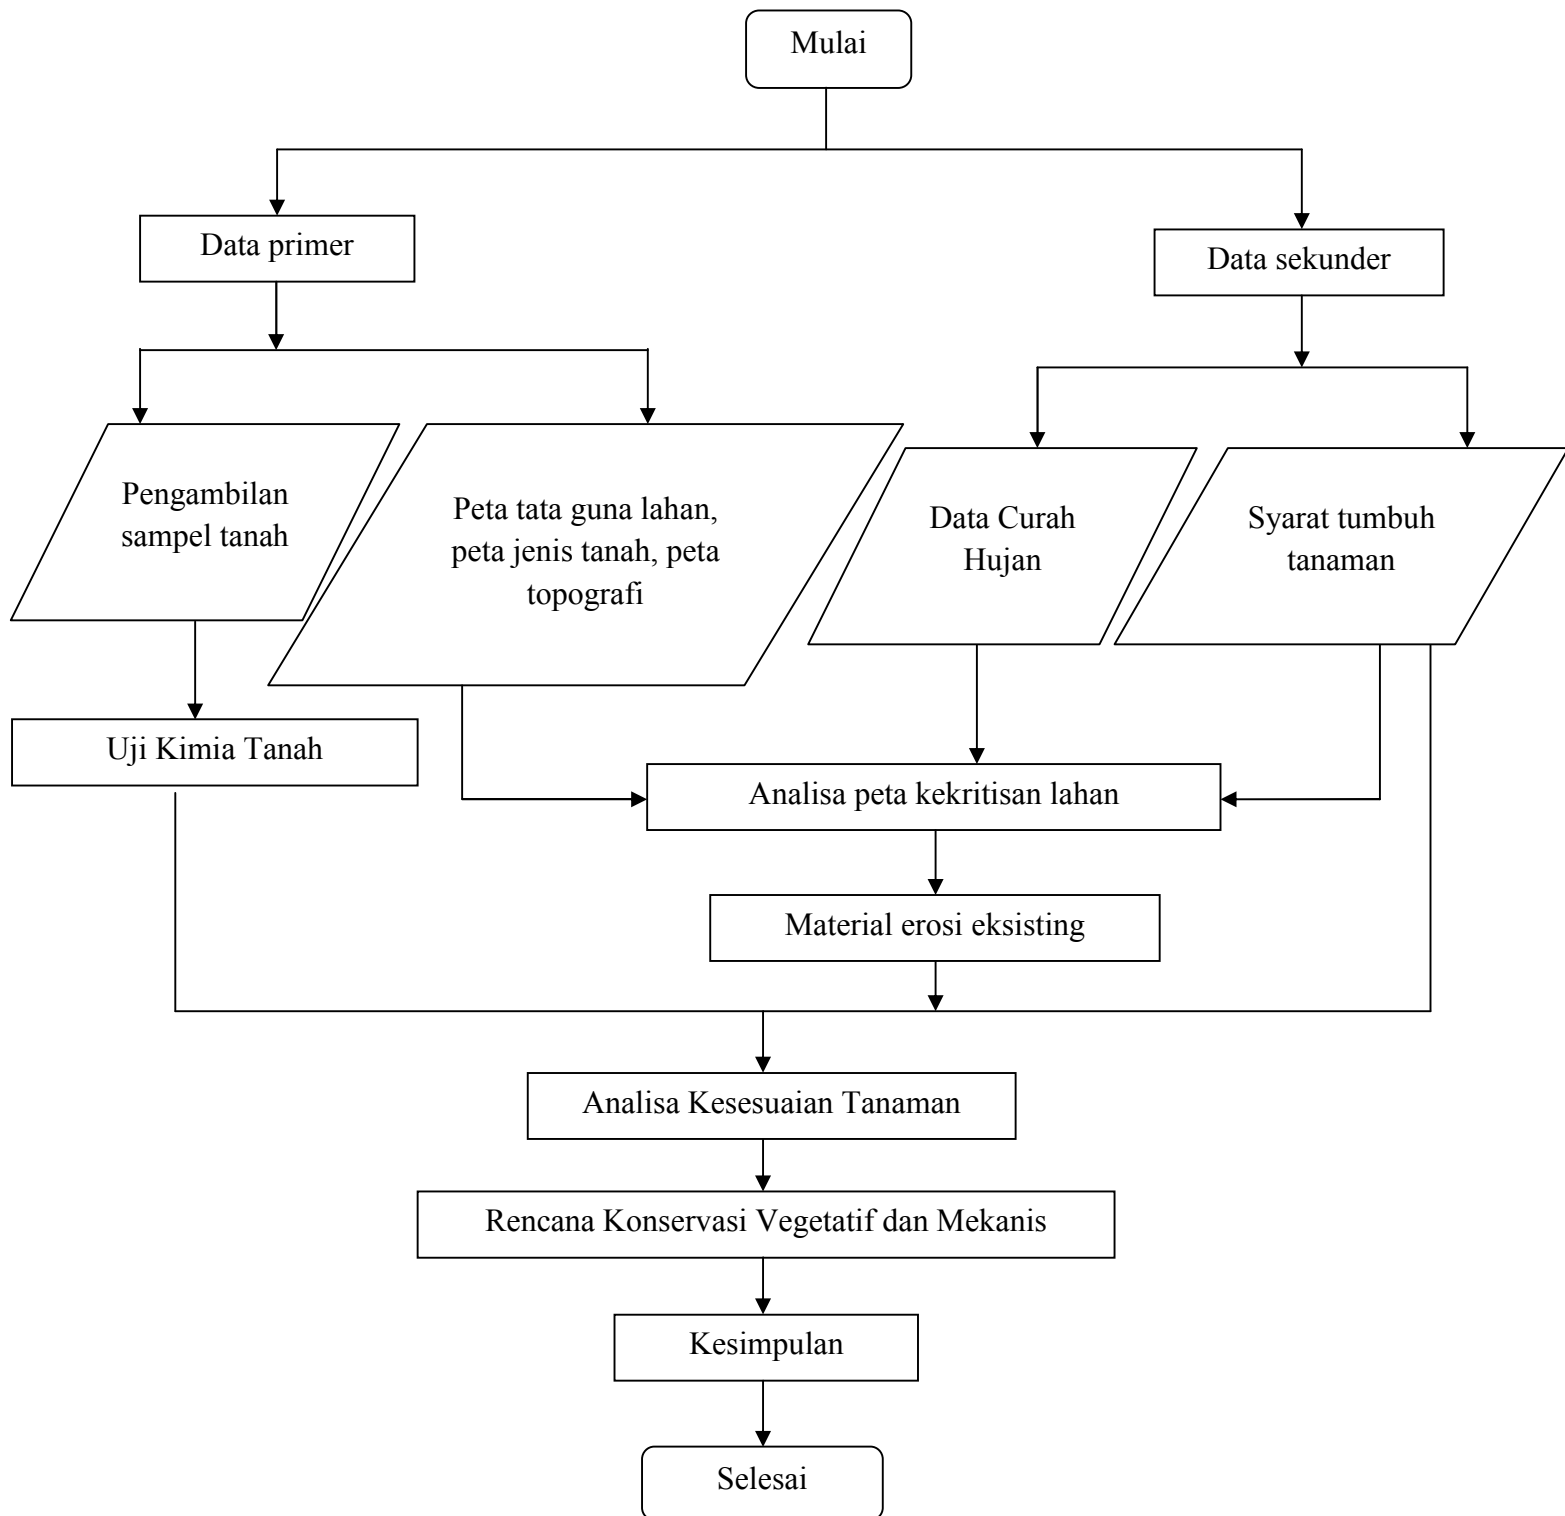 Mulai
Data primer
Data sekunder
Pengambilan
sampel tanah
Peta tata guna lahan,
peta jenis tanah, peta
topografi
Data Curah
Hujan
Syarat tumbuh
tanaman
Uji Kimia Tanah
Analisa peta kekritisan lahan
Material erosi eksisting
Analisa Kesesuaian Tanaman
Rencana Konservasi Vegetatif dan Mekanis
Kesimpulan
Selesai